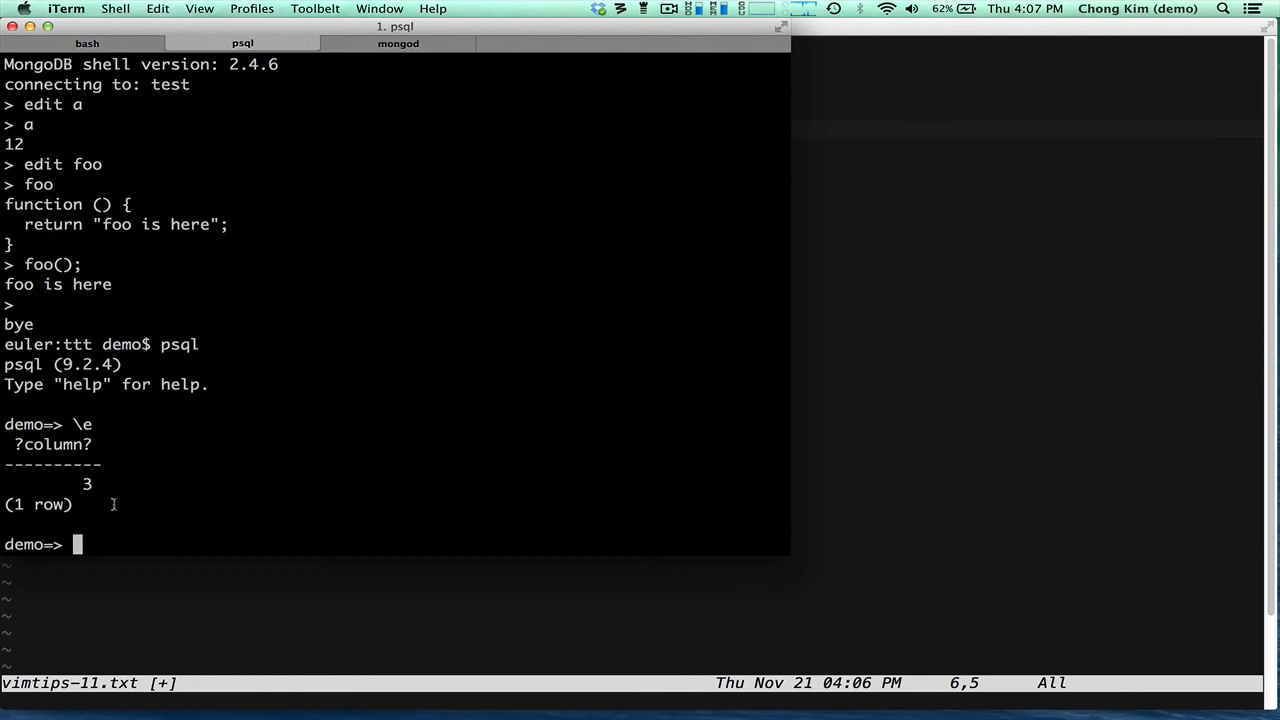 iTerm Shell Edit View Profiles Toolbelt Window Help 62% Thu 4:07 PM Chong Kim (demo)
1. psql
bash psql mongod
MongoDB shell version: 2.4.6
connecting to: test
> edit a
> a
12
> edit foo
> foo
function () {
  return "foo is here";
}
> foo();
foo is here
>
bye
euler:ttt demo$ psql
psql (9.2.4)
Type "help" for help.
demo=> \e
 ?column?
----------
        3
(1 row)
demo=>
~
~
~
~
~
~
~
vimtips-11.txt [+] Thu Nov 21 04:06 PM 6,5 All